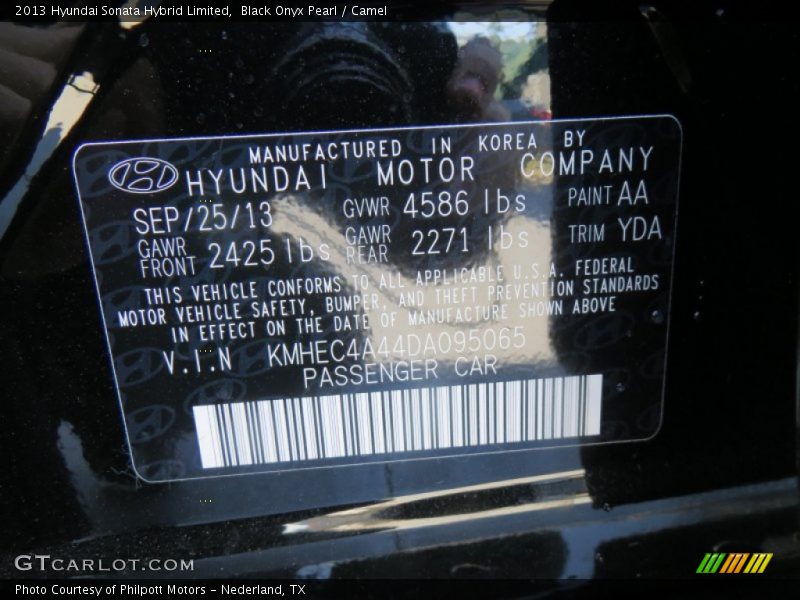 2013 Hyundai Sonata Hybrid Limited, Black Onyx Pearl / Camel
MANUFACTURED IN KOREA BY
HYUNDAI MOTOR COMPANY
SEP/25/13 GVWR 4586 lbs PAINT AA
GAWR FRONT 2425 lbs GAWR REAR 2271 lbs TRIM YDA
THIS VEHICLE CONFORMS TO ALL APPLICABLE U.S.A. FEDERAL
MOTOR VEHICLE SAFETY, BUMPER, AND THEFT PREVENTION STANDARDS
IN EFFECT ON THE DATE OF MANUFACTURE SHOWN ABOVE
V.I.N KMHEC4A44DA095065
PASSENGER CAR
GTCARLOT.COM
Photo Courtesy of Philpott Motors - Nederland, TX